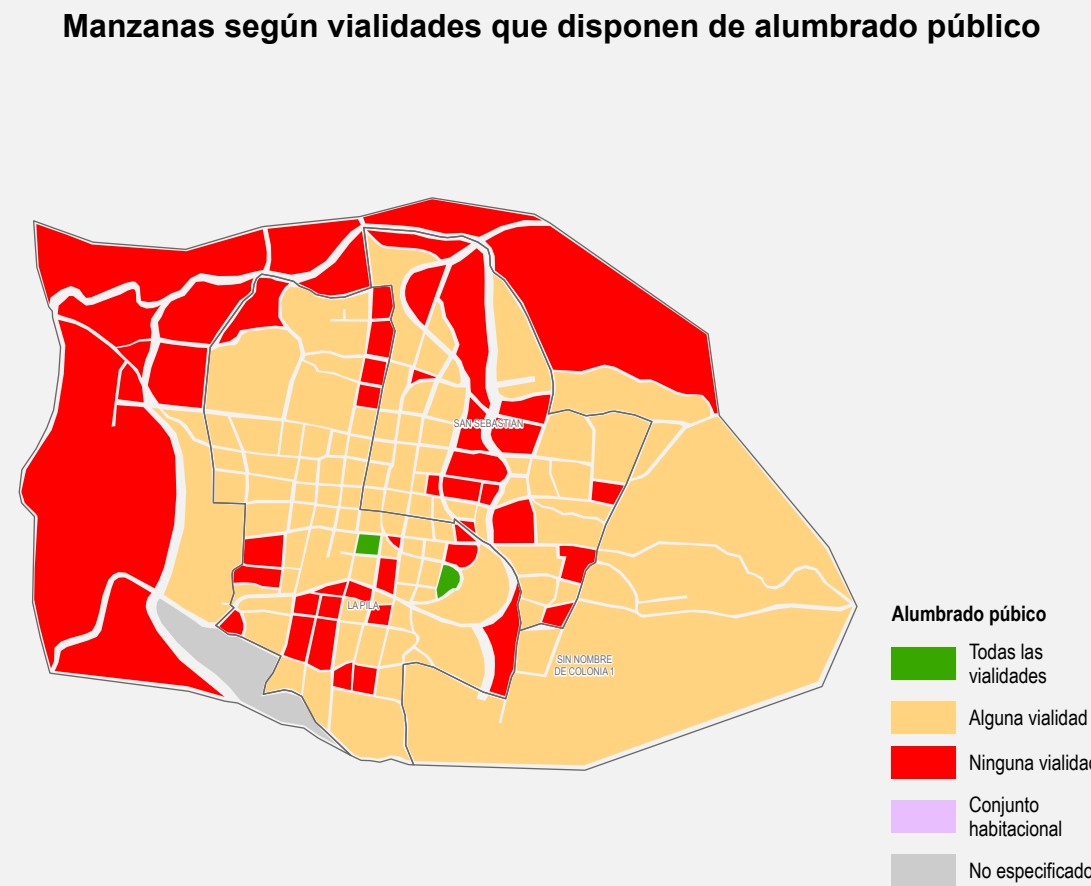 Manzanas según vialidades que disponen de alumbrado público
SAN SEBASTIAN
LA PILA
SIN NOMBRE
DE COLONIA 1
Alumbrado púbico
Todas las
vialidades
Alguna vialidad
Ninguna vialidad
Conjunto
habitacional
No especificado